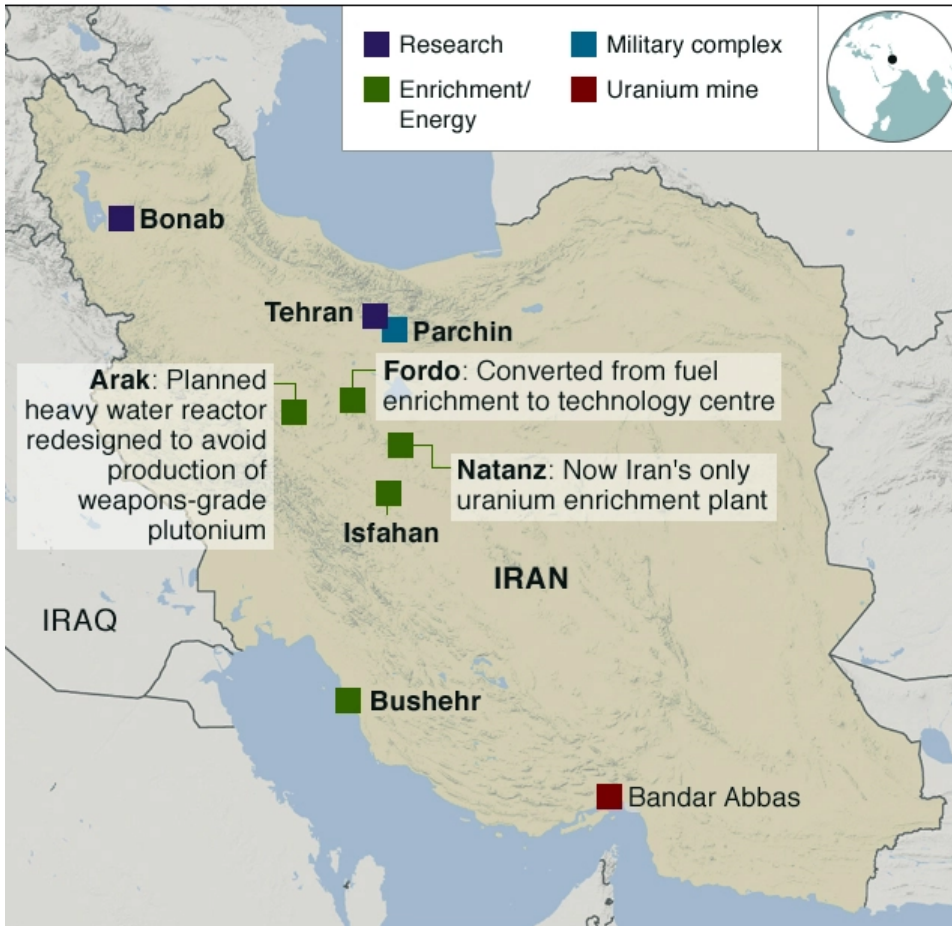 Research
Military complex
Enrichment/
Energy
Uranium mine
Bonab
Tehran
Parchin
Arak: Planned
heavy water reactor
redesigned to avoid
production of
weapons-grade
plutonium
Fordo: Converted from fuel
enrichment to technology centre
Natanz: Now Iran's only
uranium enrichment plant
Isfahan
IRAN
IRAQ
Bushehr
Bandar Abbas